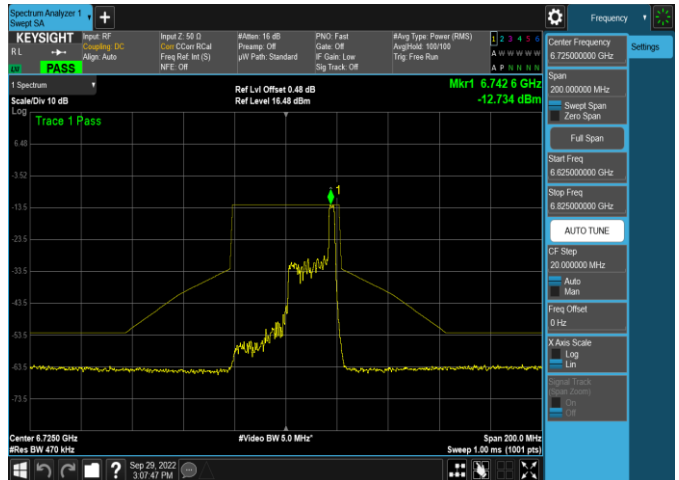 Spectrum Analyzer 1
Swept SA
+
Frequency
KEYSIGHT
Input: RF
Coupling: DC
Align: Auto
Input Z: 50 Ω
Corr CCorr RCal
Freq Ref: Int (S)
NFE: Off
#Atten: 16 dB
Preamp: Off
µW Path: Standard
PNO: Fast
Gate: Off
IF Gain: Low
Sig Track: Off
#Avg Type: Power (RMS)
Avg|Hold: 100/100
Trig: Free Run
1 2 3 4 5 6
A W W W W W
A P N N N N
R L
PASS
1 Spectrum
Scale/Div 10 dB
Log
Ref Lvl Offset 0.48 dB
Ref Level 16.48 dBm
Mkr1 6.742 6 GHz
-12.734 dBm
Trace 1 Pass
1
6.48
-3.52
-13.5
-23.5
-33.5
-43.5
-53.5
-63.5
-73.5
Center 6.7250 GHz
#Res BW 470 kHz
#Video BW 5.0 MHz*
Span 200.0 MHz
Sweep 1.00 ms (1001 pts)
Sep 29, 2022
3:07:47 PM
?
Settings
Center Frequency
6.725000000 GHz
Span
200.000000 MHz
Swept Span
Zero Span
Full Span
Start Freq
6.625000000 GHz
Stop Freq
6.825000000 GHz
AUTO TUNE
CF Step
20.000000 MHz
Auto
Man
Freq Offset
0 Hz
X Axis Scale
Log
Lin
Signal Track
(Span Zoom)
On
Off